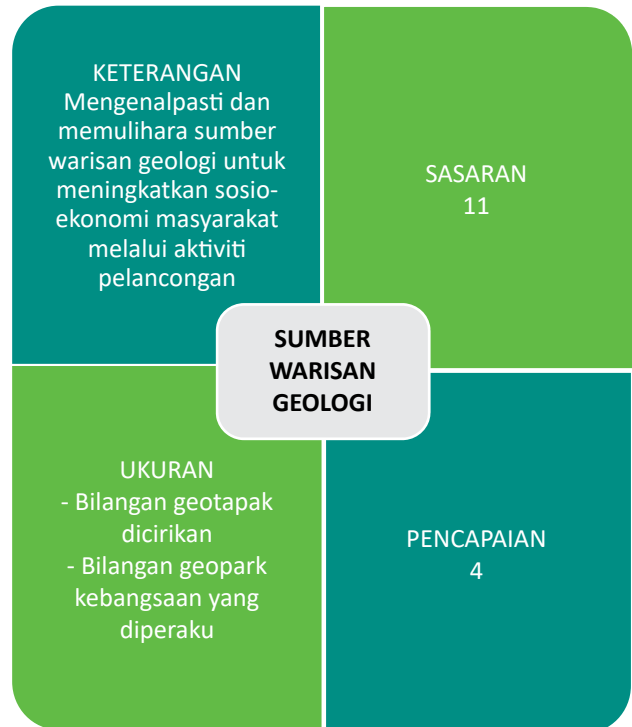 KETERANGAN
Mengenalpasti dan
memulihara sumber
warisan geologi untuk
meningkatkan sosio-
ekonomi masyarakat
melalui aktiviti
pelancongan
SASARAN
11
SUMBER
WARISAN
GEOLOGI
UKURAN
- Bilangan geotapak
dicirikan
- Bilangan geopark
kebangsaan yang
diperaku
PENCAPAIAN
4